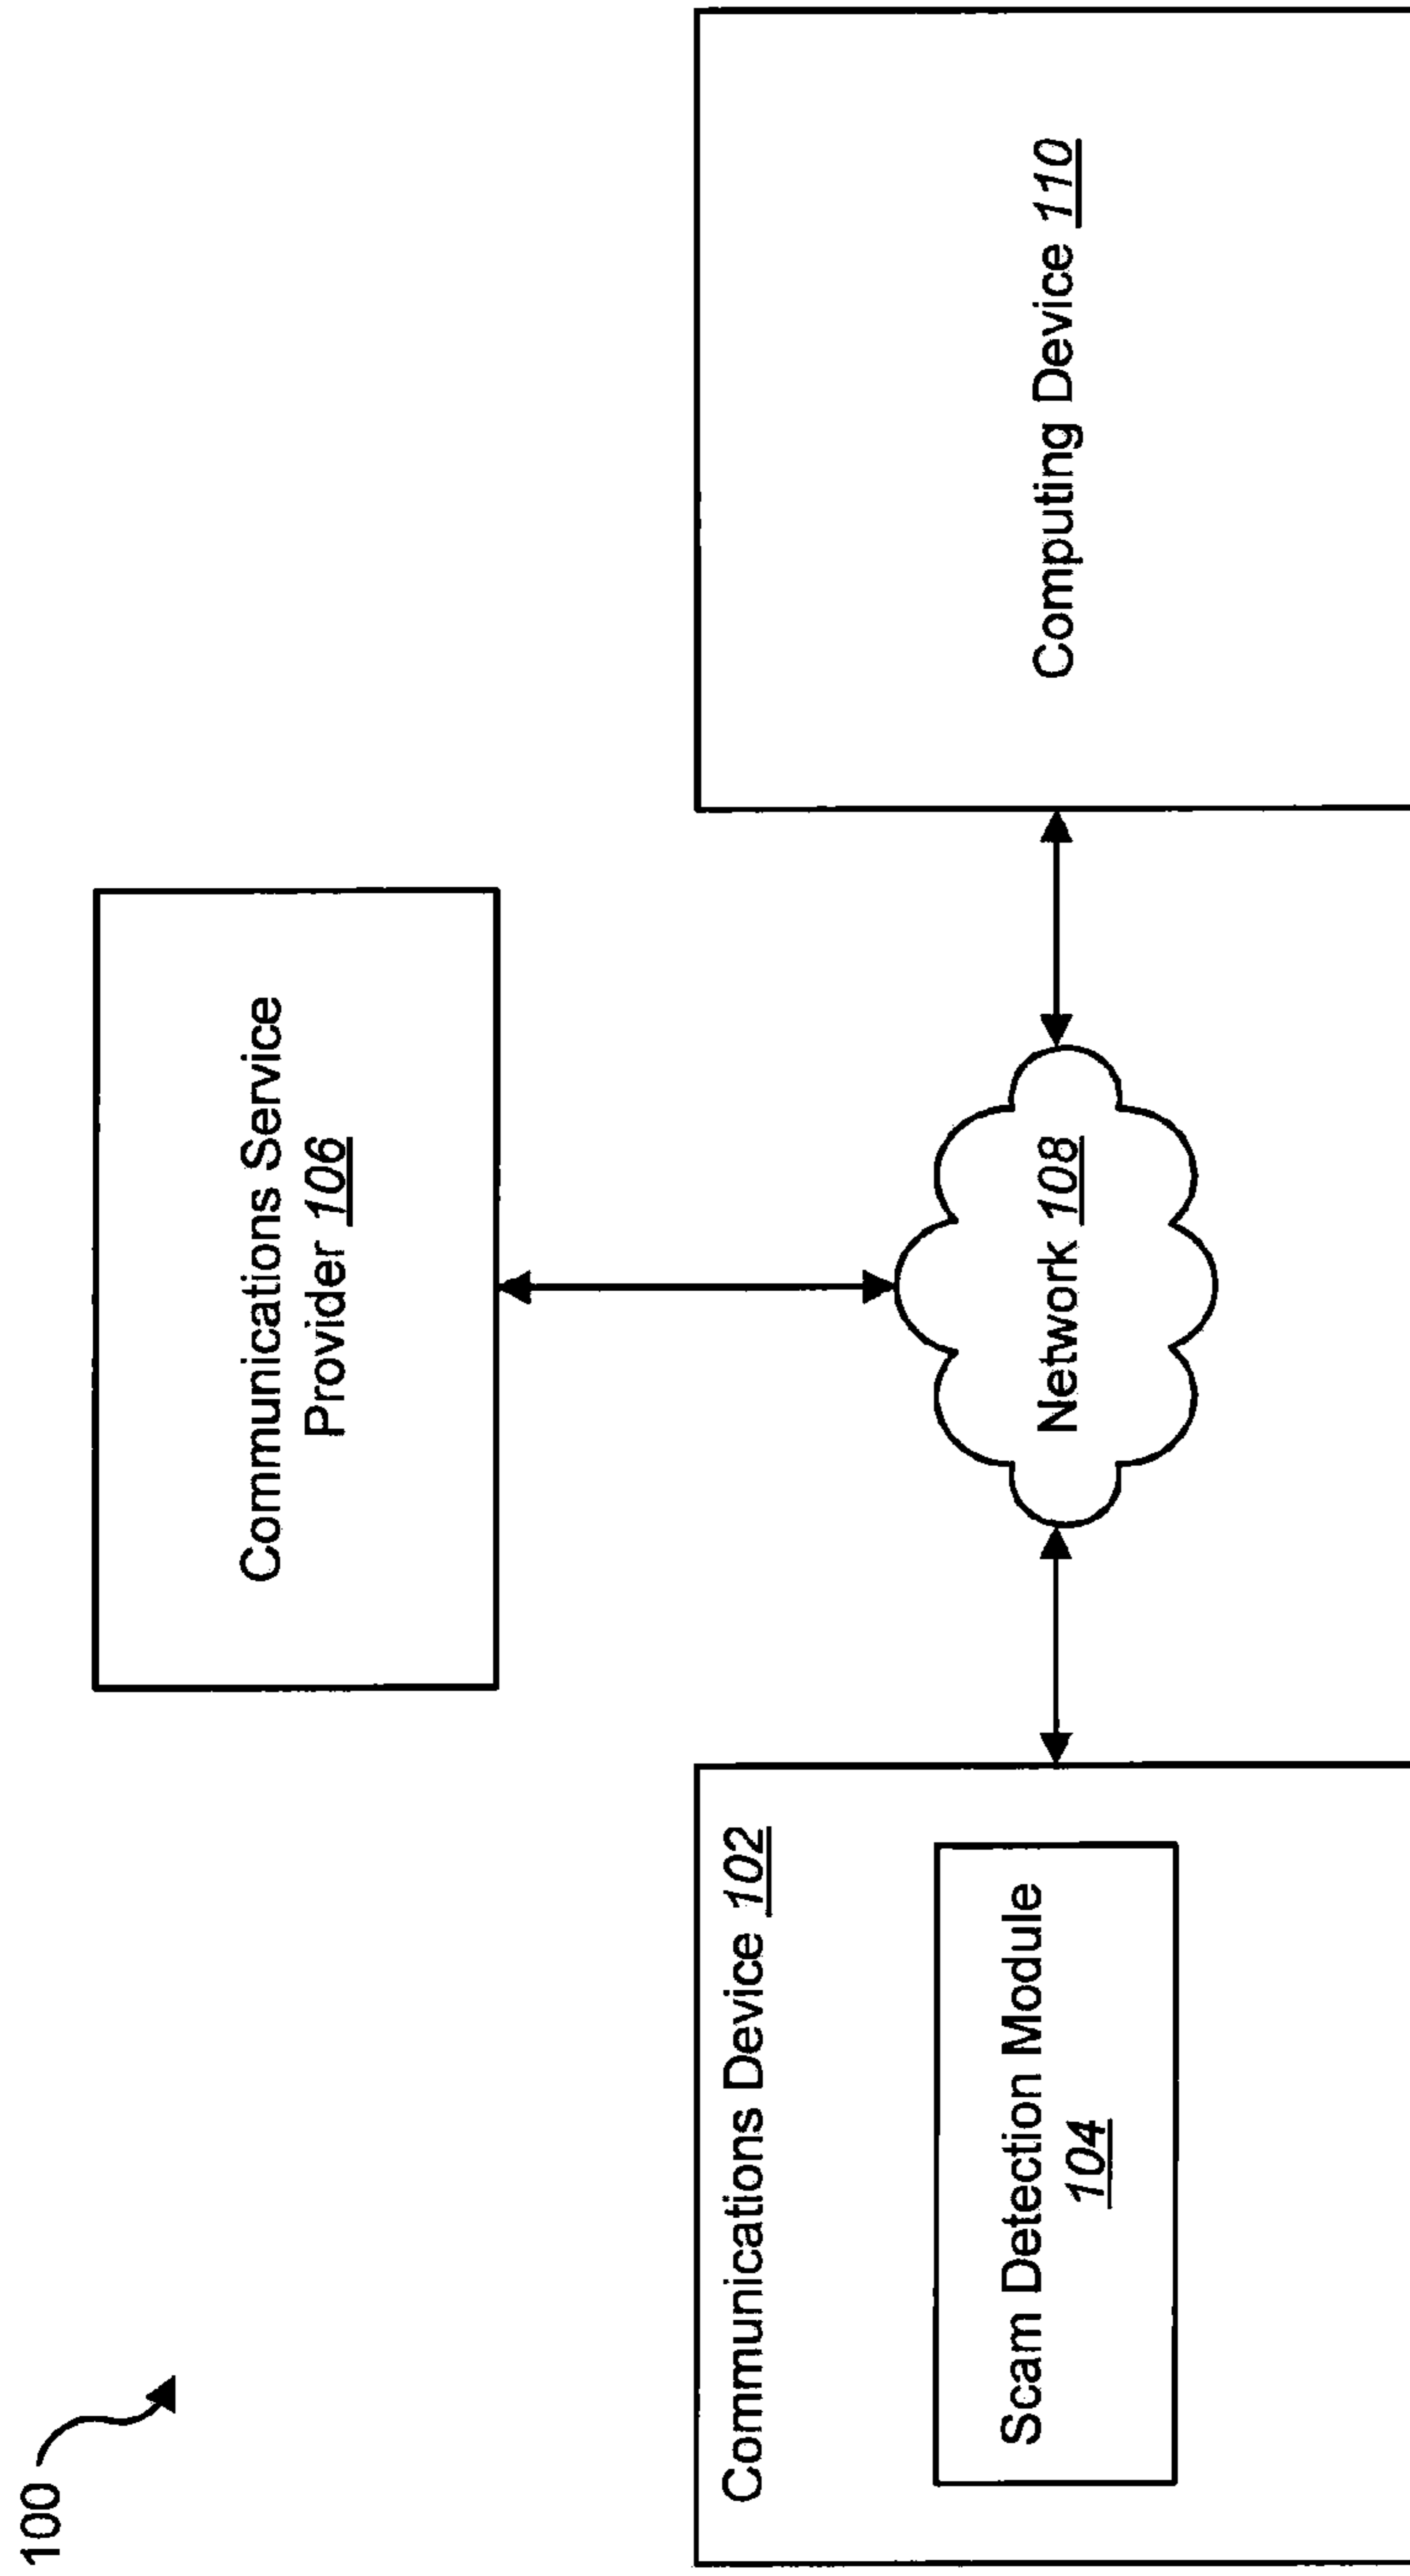 100
Communications Service
Provider 106
Communications Device 102
Scam Detection Module
104
Network 108
Computing Device 110